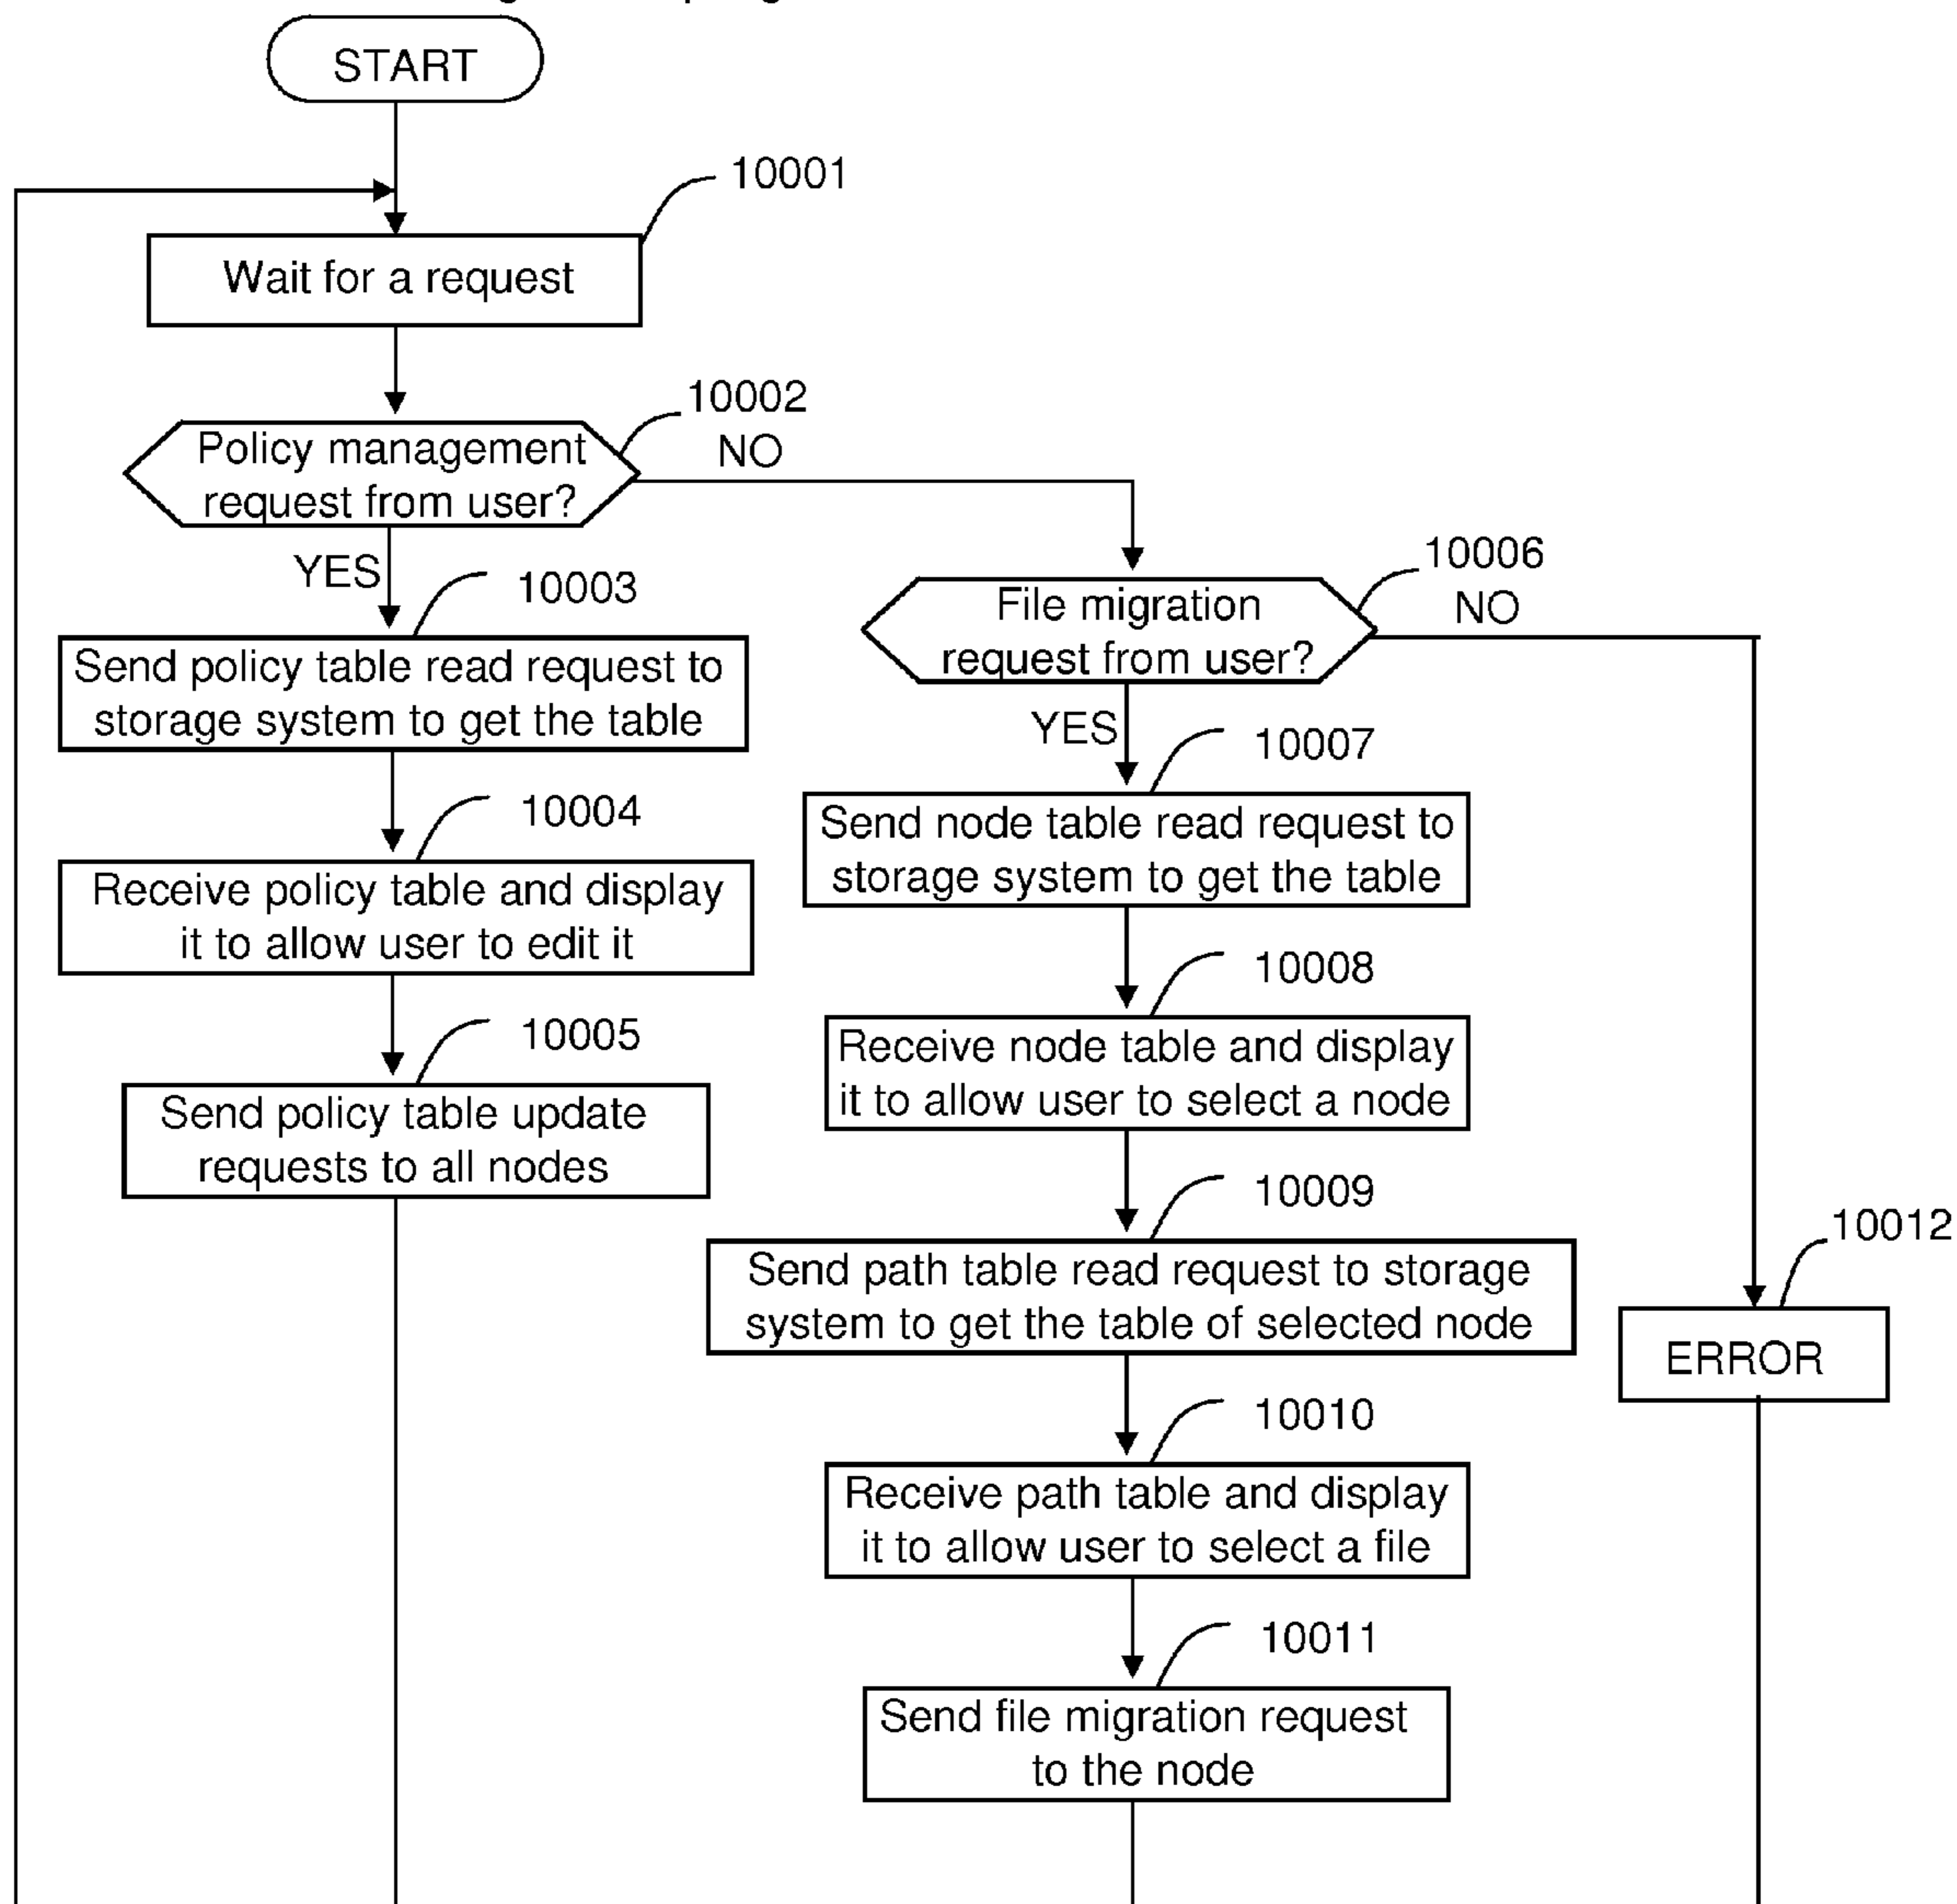 START
10001
Wait for a request
10002
NO
Policy management
request from user?
YES
10003
Send policy table read request to
storage system to get the table
10004
Receive policy table and display
it to allow user to edit it
10005
Send policy table update
requests to all nodes
10006
NO
File migration
request from user?
YES
10007
Send node table read request to
storage system to get the table
10008
Receive node table and display
it to allow user to select a node
10009
Send path table read request to storage
system to get the table of selected node
10010
Receive path table and display
it to allow user to select a file
10011
Send file migration request
to the node
10012
ERROR